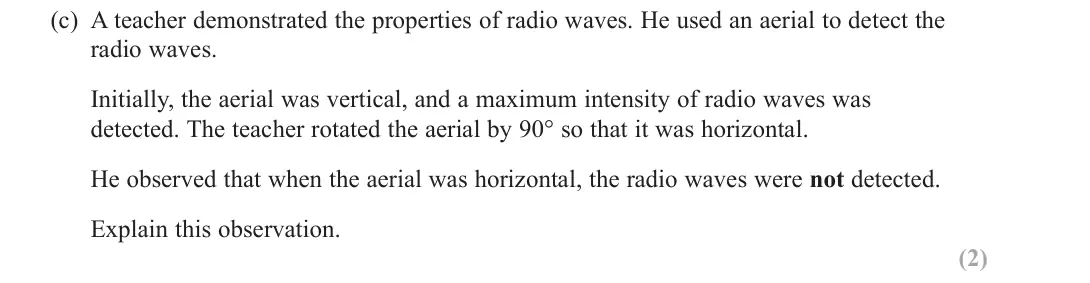 (c) A teacher demonstrated the properties of radio waves. He used an aerial to detect the
radio waves.
Initially, the aerial was vertical, and a maximum intensity of radio waves was
detected. The teacher rotated the aerial by 90° so that it was horizontal.
He observed that when the aerial was horizontal, the radio waves were not detected.
Explain this observation.
(2)